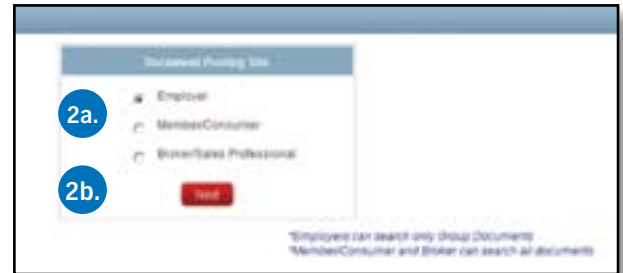 Document Posting Site
2a.
Employer
Member/Consumer
Broker/Sales Professional
2b.
Next
*Employers can search only Group Documents
*Member/Consumer and Broker can search all documents